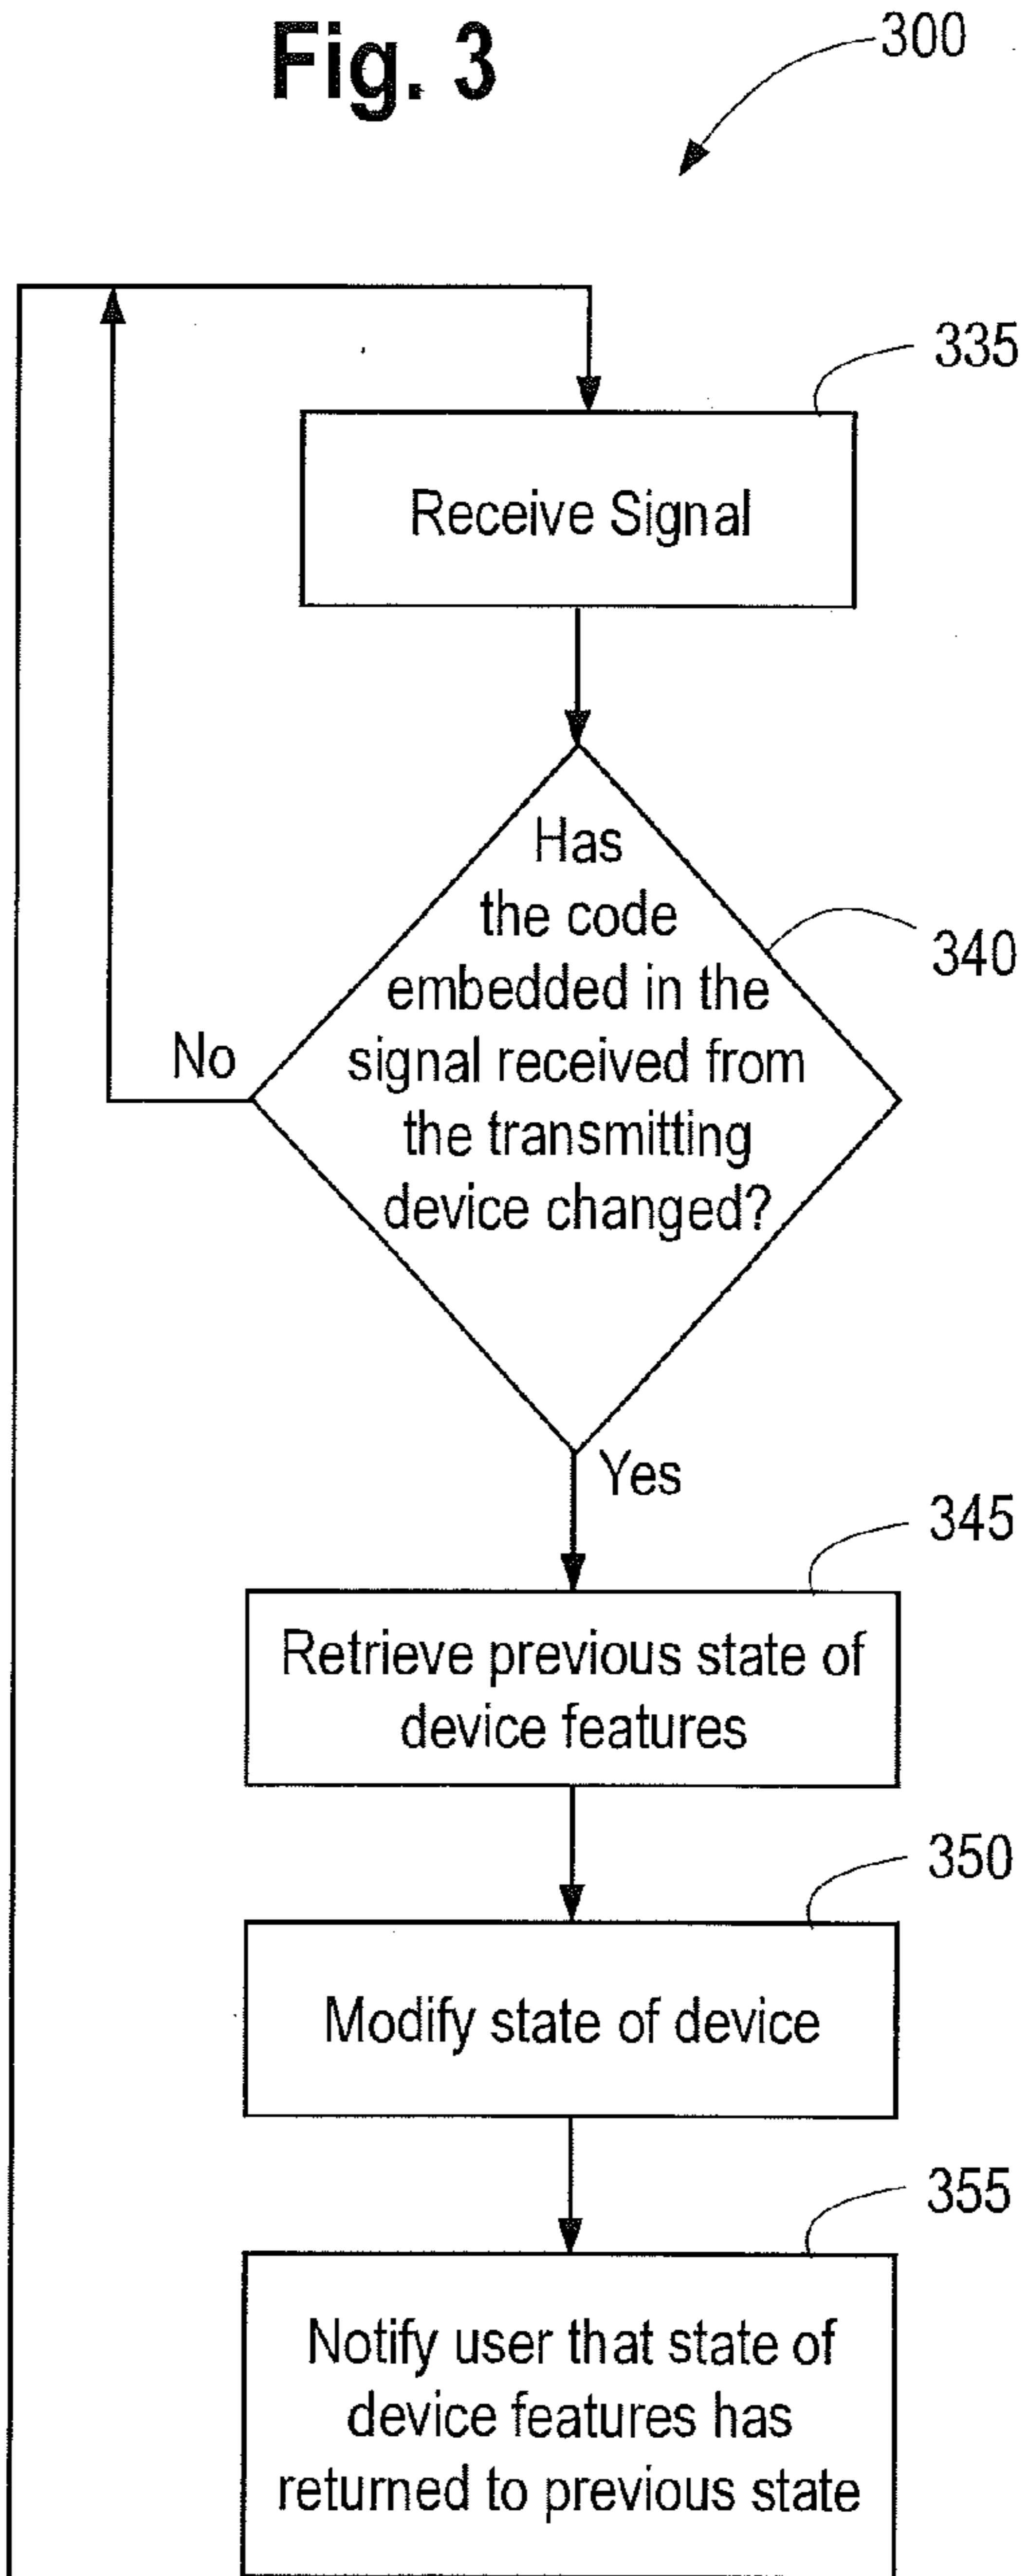 Fig. 3
300
335
Receive Signal
Has
the code
embedded in the
signal received from
the transmitting
device changed?
340
No
Yes
345
Retrieve previous state of
device features
350
Modify state of device
355
Notify user that state of
device features has
returned to previous state